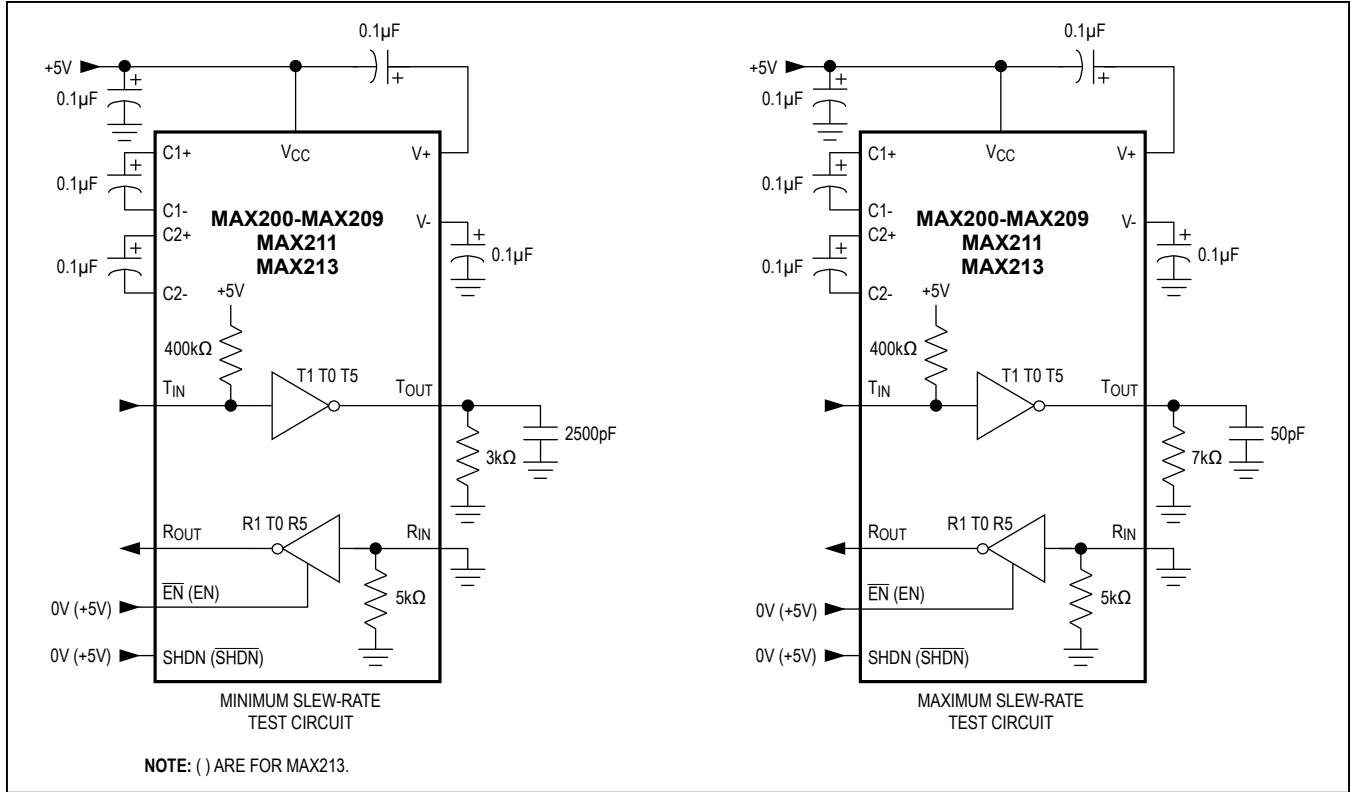 0.1µF
+5V
0.1µF
C1+
VCC
V+
0.1µF
C1-
MAX200-MAX209
MAX211
MAX213
V-
C2+
0.1µF
0.1µF
C2-
+5V
400kΩ
TIN
T1 T0 T5
TOUT
2500pF
3kΩ
ROUT
R1 T0 R5
RIN
EN (EN)
0V (+5V)
5kΩ
0V (+5V)
SHDN (SHDN)
MINIMUM SLEW-RATE
TEST CIRCUIT
0.1µF
+5V
0.1µF
C1+
VCC
V+
0.1µF
C1-
MAX200-MAX209
MAX211
MAX213
V-
C2+
0.1µF
0.1µF
C2-
+5V
400kΩ
TIN
T1 T0 T5
TOUT
50pF
7kΩ
ROUT
R1 T0 R5
RIN
EN (EN)
0V (+5V)
5kΩ
0V (+5V)
SHDN (SHDN)
MAXIMUM SLEW-RATE
TEST CIRCUIT
NOTE: ( ) ARE FOR MAX213.